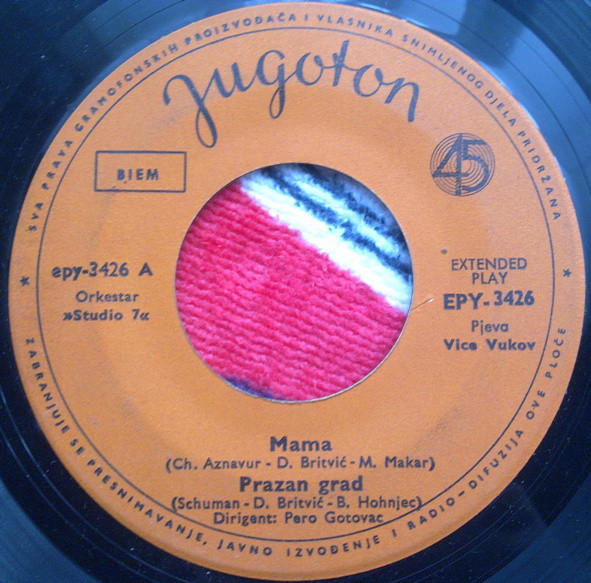 SVA PRAVA GRAMOFONSKIH PROIZVOĐAČA I VLASNIKA SNIMLJENOG DJELA PRIDRŽANA
Jugoton
BIEM
45
epy-3426 A
Orkestar
»Studio 7«
EXTENDED
PLAY
EPY-3426
Pjeva
Vice Vukov
Mama
(Ch. Aznavur - D. Britvić - M. Makar)
Prazan grad
(Schuman - D. Britvić - B. Hohnjec)
Dirigent: Pero Gotovac
ZABRANJUJE SE PRESNIMAVANJE, JAVNO IZVOĐENJE I RADIO-DIFUZIJA OVE PLOČE